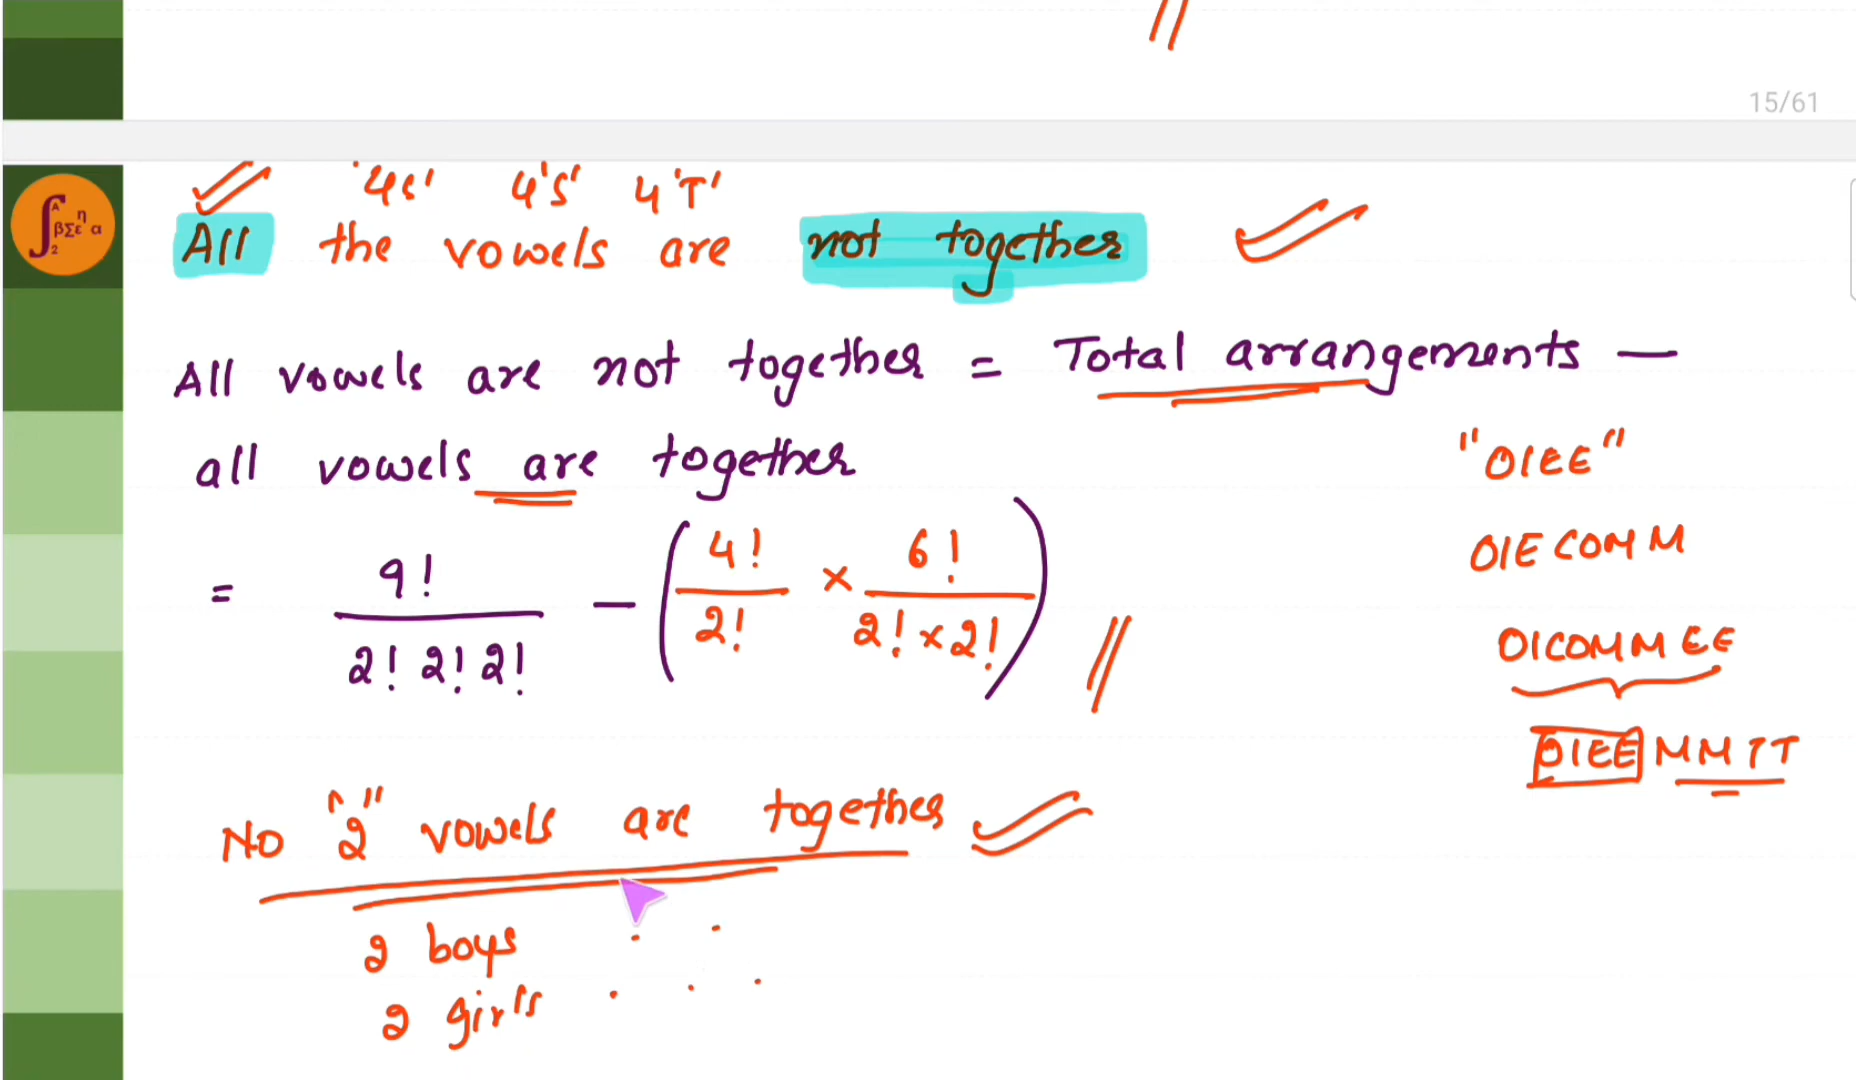 15/61
'4S' 4'S' 4'T'
All the vowels are not together
All vowels are not together = Total arrangements —
all vowels are together
"OIEE"
= 9! / 2! 2! 2! — ( 4! / 2! × 6! / 2! × 2! )
OIE COMM
OICOMMEE
OIEE MMTT
No "2" vowels are together
2 boys . .
2 girls . . .